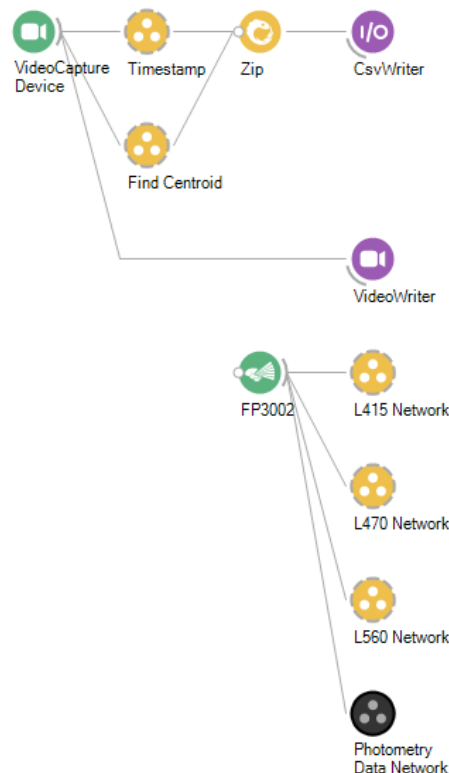 VideoCapture
Device
Timestamp
Zip
I/O
CsvWriter
Find Centroid
VideoWriter
FP3002
L415 Network
L470 Network
L560 Network
Photometry
Data Network